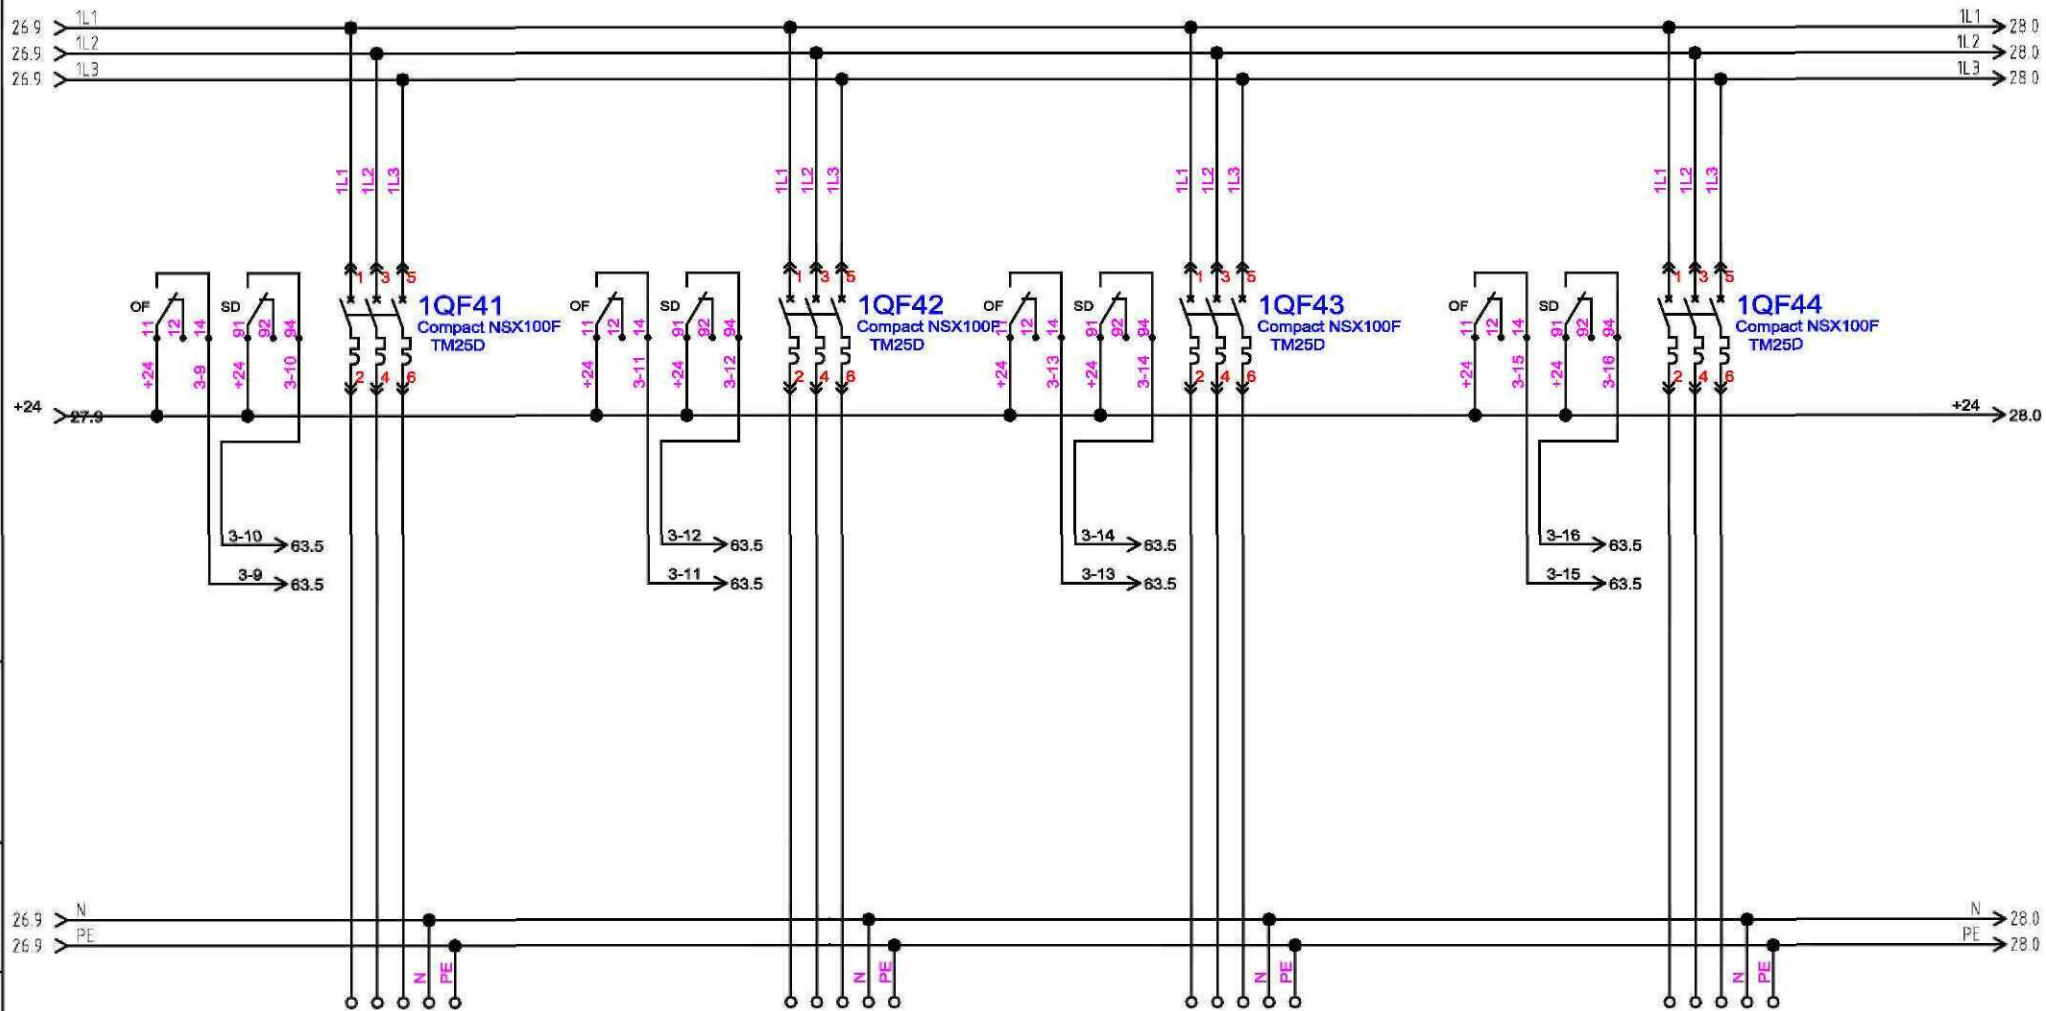 26.9 1L1 1L1 28.0
26.9 1L2 1L2 28.0
26.9 1L3 1L3 28.0
1L1 1L2 1L3 1L1 1L2 1L3 1L1 1L2 1L3 1L1 1L2 1L3
1 3 5 1 3 5 1 3 5 1 3 5
OF SD 1QF41 OF SD 1QF42 OF SD 1QF43 OF SD 1QF44
Compact NSX100F Compact NSX100F Compact NSX100F Compact NSX100F
11 12 14 91 92 94 11 12 14 91 92 94 11 12 14 91 92 94 11 12 14 91 92 94
TM25D TM25D TM25D TM25D
+24 3-9 +24 3-10 2 4 6 +24 3-11 +24 3-12 2 4 6 +24 3-13 +24 3-14 2 4 6 +24 3-15 +24 3-16 2 4 6
+24 27.9 +24 28.0
3-10 63.5 3-12 63.5 3-14 63.5 3-16 63.5
3-9 63.5 3-11 63.5 3-13 63.5 3-15 63.5
26.9 N N 28.0
26.9 PE PE 28.0
N PE N PE N PE N PE